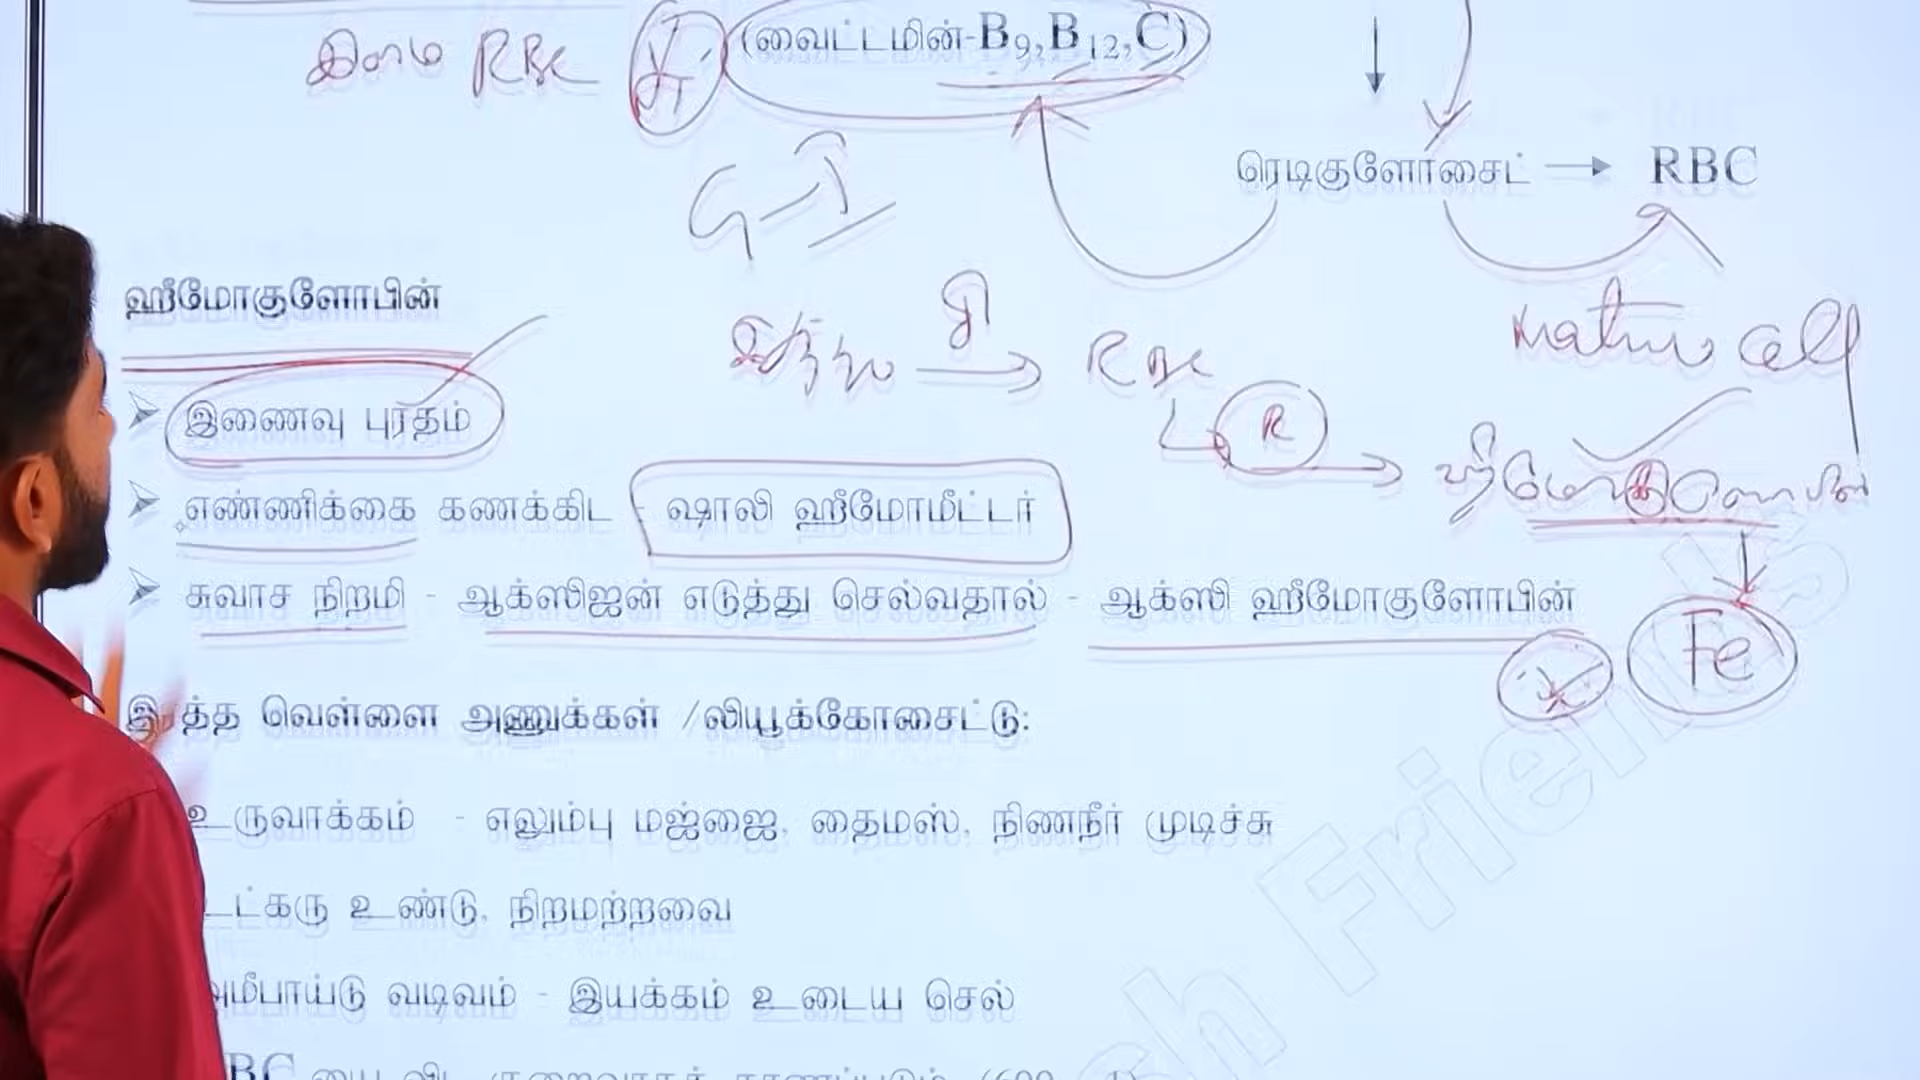 இளம RBC (வைட்டமின்-B9,B12,C)
ரெடிகுளோசைட் → RBC
ஹீமோகுளோபின்
RBC
Mature Cell
➤ இணைவு புரதம்
R
ஹீமோகுளோபின்
➤ எண்ணிக்கை கணக்கிட - ஷாலி ஹீமோமீட்டர்
➤ சுவாச நிறமி - ஆக்ஸிஜன் எடுத்து செல்வதால் - ஆக்ஸி ஹீமோகுளோபின்
Fe
இரத்த வெள்ளை அணுக்கள் /லியூக்கோசைட்டு:
உருவாக்கம் - எலும்பு மஜ்ஜை, தைமஸ், நிணநீர் முடிச்சு
உட்கரு உண்டு, நிறமற்றவை
அமீபாய்டு வடிவம் - இயக்கம் உடைய செல்